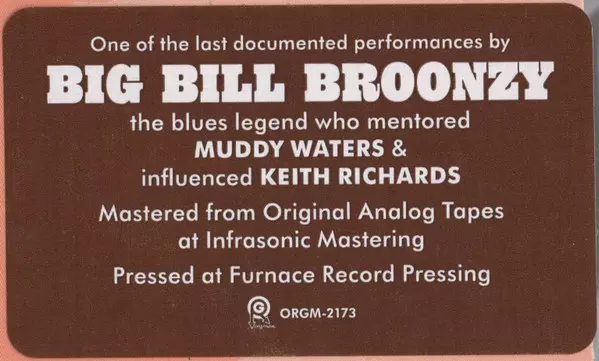 One of the last documented performances by
BIG BILL BROONZY
the blues legend who mentored
MUDDY WATERS &
influenced KEITH RICHARDS
Mastered from Original Analog Tapes
at Infrasonic Mastering
Pressed at Furnace Record Pressing
ORGM-2173